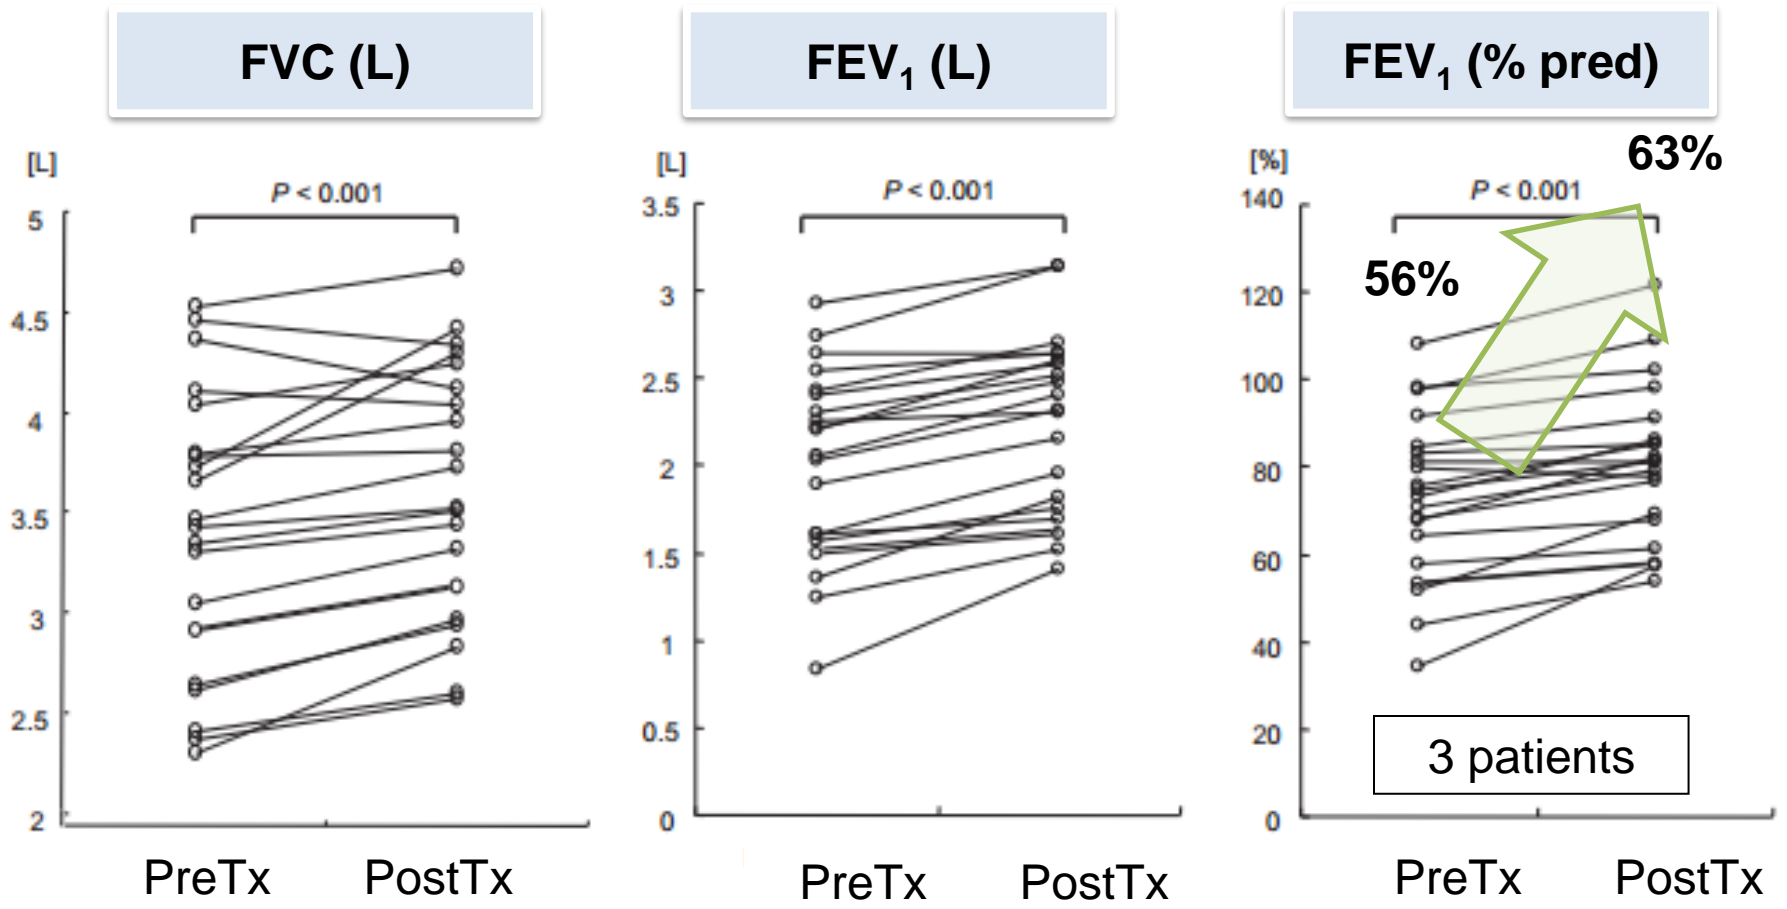 FVC (L)
FEV₁ (L)
FEV₁ (% pred)
[L]
P < 0.001
5
4.5
4
3.5
3
2.5
2
PreTx PostTx
[L]
P < 0.001
3.5
3
2.5
2
1.5
1
0.5
0
PreTx PostTx
[%]
63%
P < 0.001
56%
140
120
100
80
60
40
20
0
3 patients
PreTx PostTx